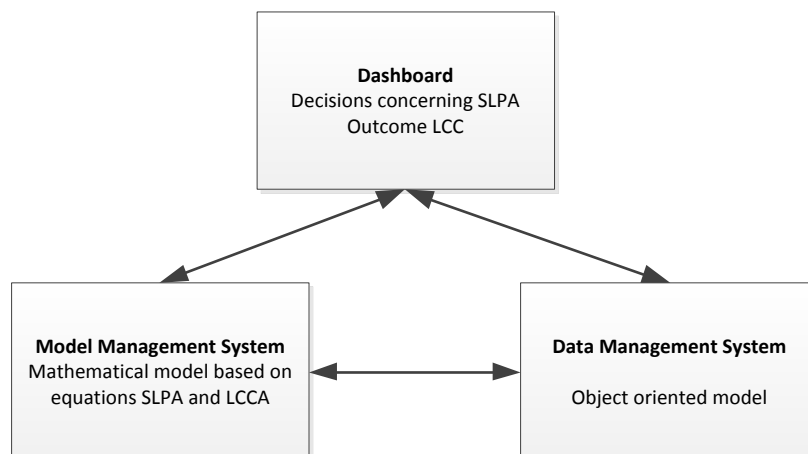 Dashboard
Decisions concerning SLPA
Outcome LCC
Model Management System
Mathematical model based on
equations SLPA and LCCA
Data Management System
Object oriented model